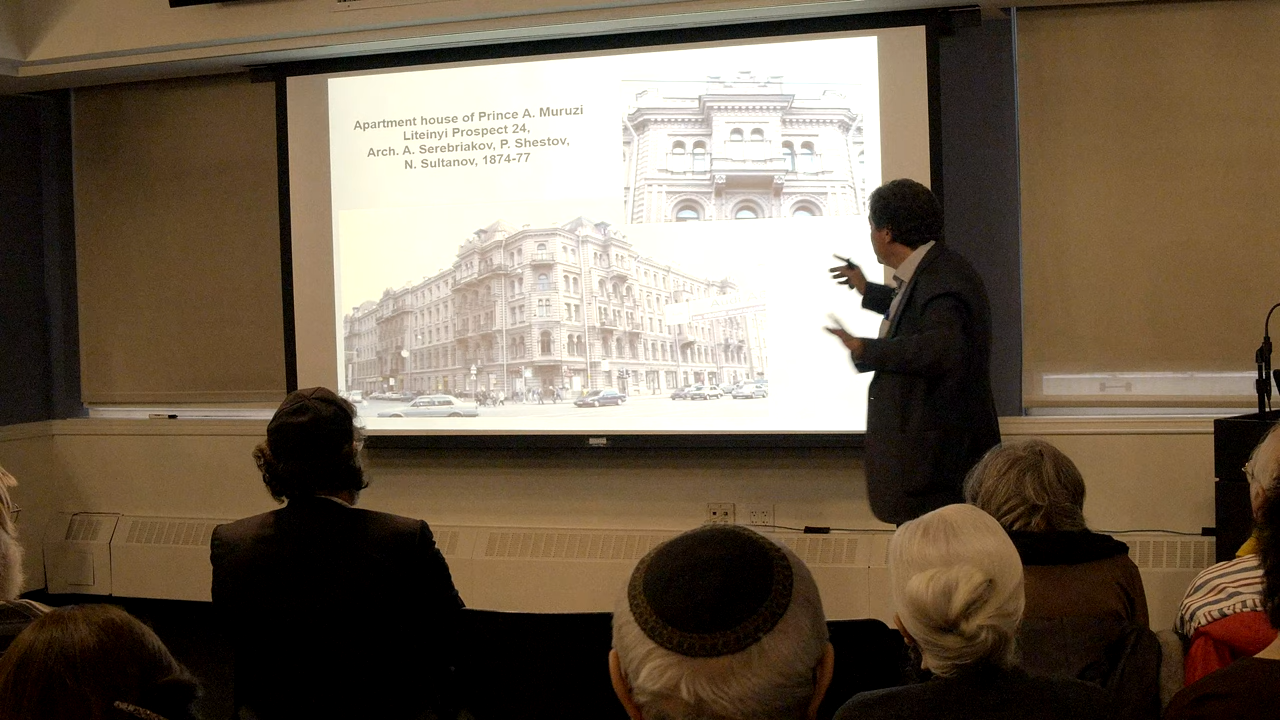 Apartment house of Prince A. Muruzi
Liteinyi Prospect 24,
Arch. A. Serebriakov, P. Shestov,
N. Sultanov, 1874-77